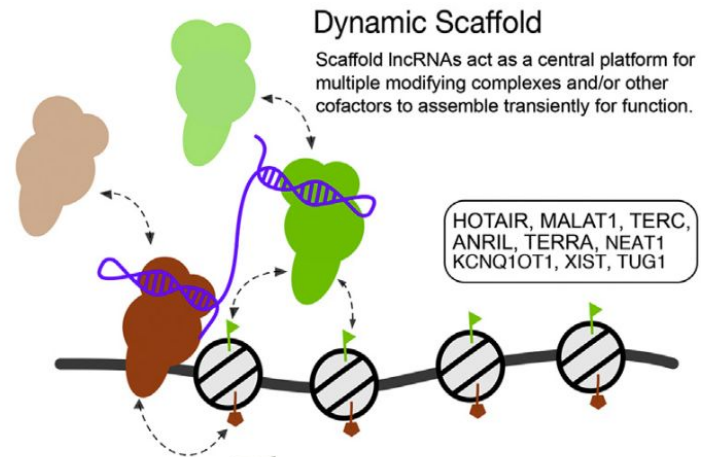 Dynamic Scaffold
Scaffold lncRNAs act as a central platform for
multiple modifying complexes and/or other
cofactors to assemble transiently for function.
HOTAIR, MALAT1, TERC,
ANRIL, TERRA, NEAT1
KCNQ1OT1, XIST, TUG1